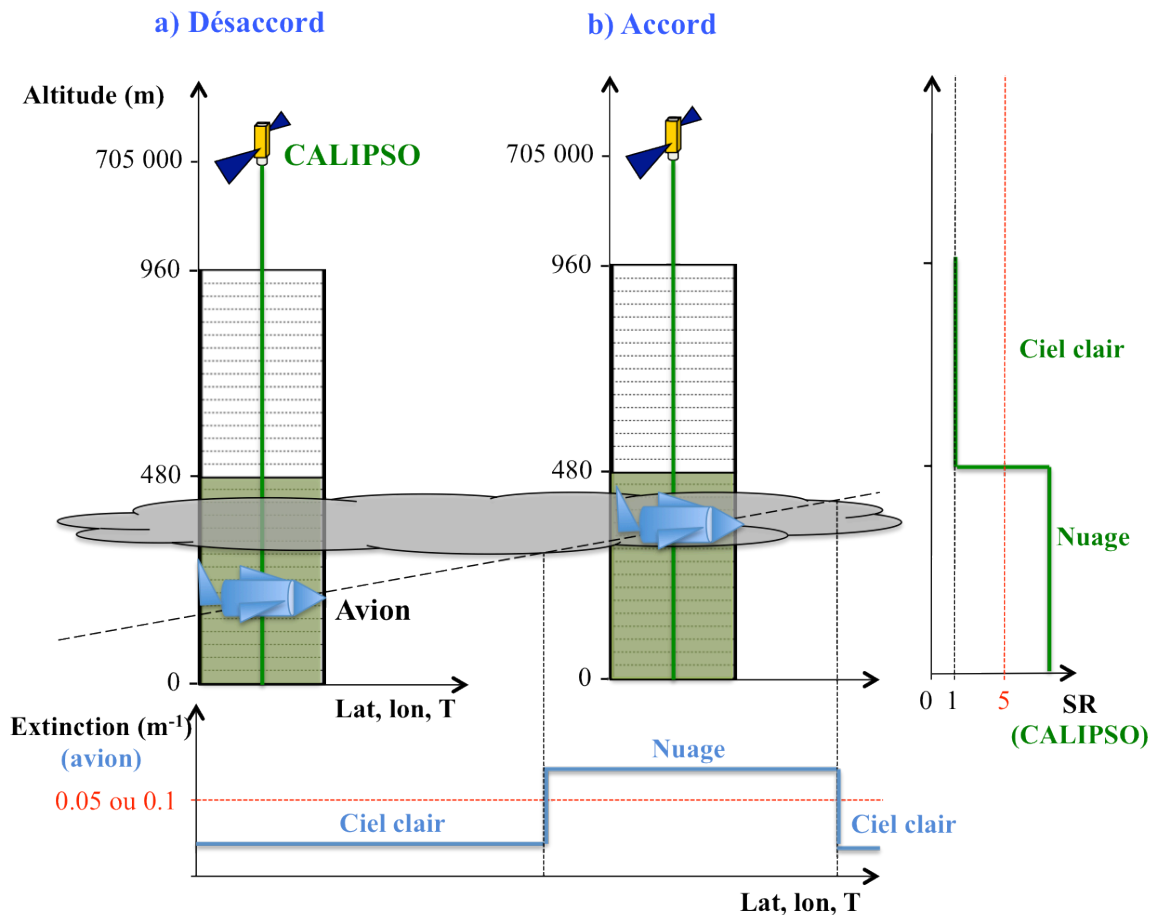 a) Désaccord
b) Accord
Altitude (m)
705 000
CALIPSO
705 000
960
960
Ciel clair
480
480
Nuage
Avion
0
0
Lat, lon, T
0 1 5 SR
(CALIPSO)
Extinction (m-1)
(avion)
Nuage
0.05 ou 0.1
Ciel clair
Ciel clair
Lat, lon, T